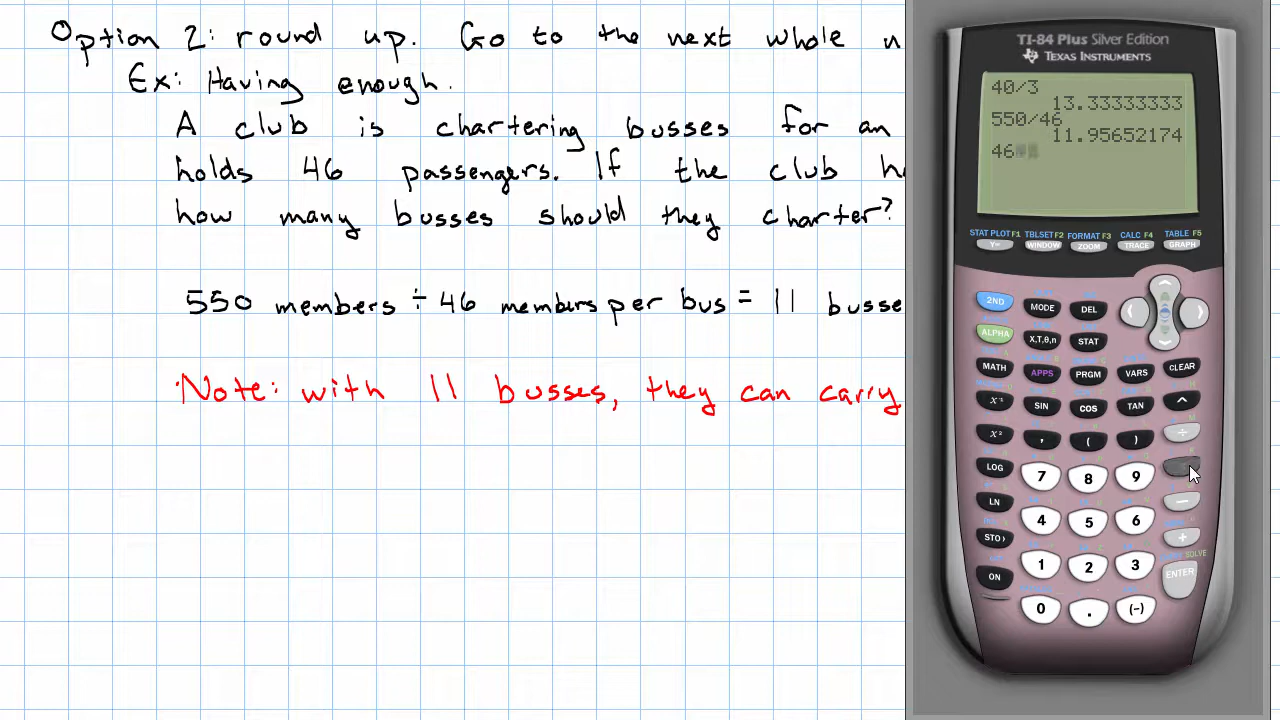 Option 2: round up. Go to the next whole n
Ex: Having enough.
A club is chartering busses for an
holds 46 passengers. If the club h
how many busses should they charter?
550 members ÷ 46 members per bus = 11 busse
Note: with 11 busses, they can carry
TI-84 Plus Silver Edition
TEXAS INSTRUMENTS
40/3
13.33333333
550/46
11.95652174
46
STAT PLOT F1 TBLSET F2 FORMAT F3 CALC F4 TABLE F5
Y= WINDOW ZOOM TRACE GRAPH
2ND MODE DEL
ALPHA X,T,θ,n STAT
MATH APPS PRGM VARS CLEAR
x⁻¹ SIN COS TAN ^
x² , ( ) ÷
LOG 7 8 9
LN 4 5 6 −
STO› 1 2 3 +
SOLVE
ON 0 . (-) ENTER